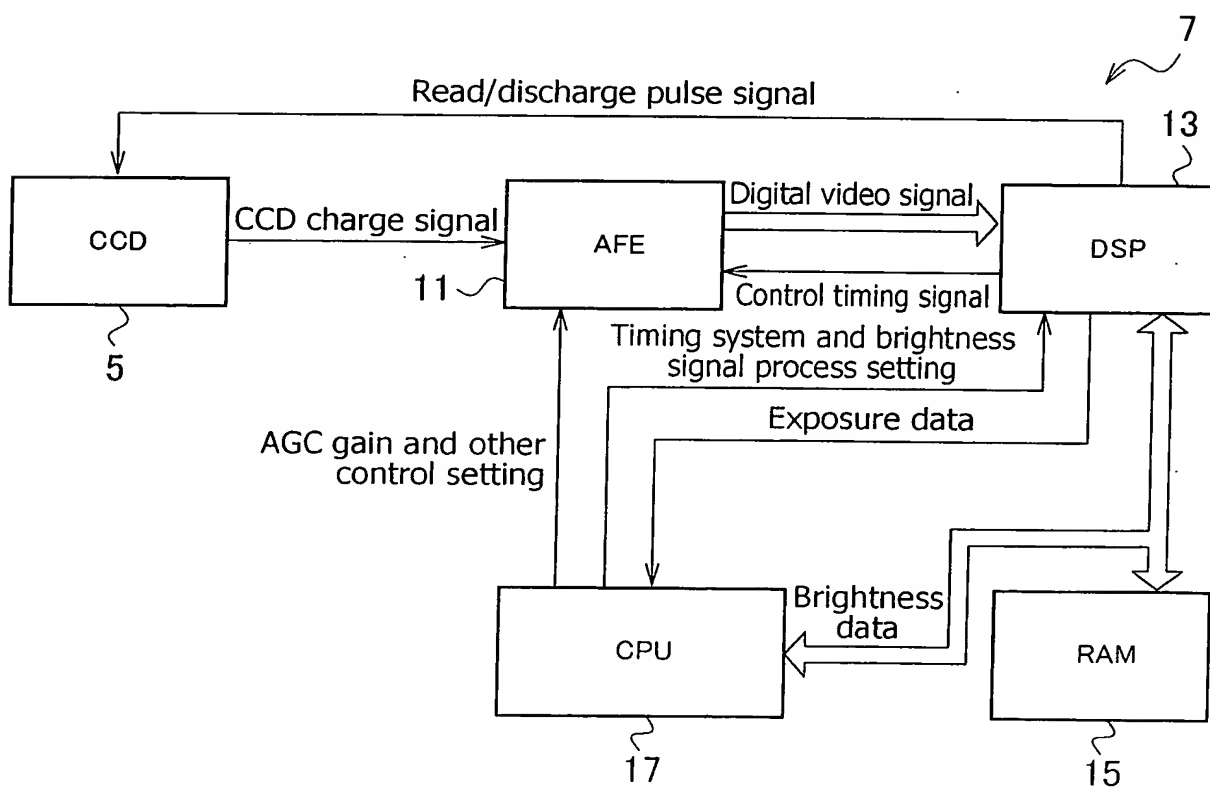 7
Read/discharge pulse signal
13
CCD
CCD charge signal
AFE
Digital video signal
DSP
11
Control timing signal
5
Timing system and brightness
signal process setting
AGC gain and other
control setting
Exposure data
Brightness
data
CPU
RAM
17
15